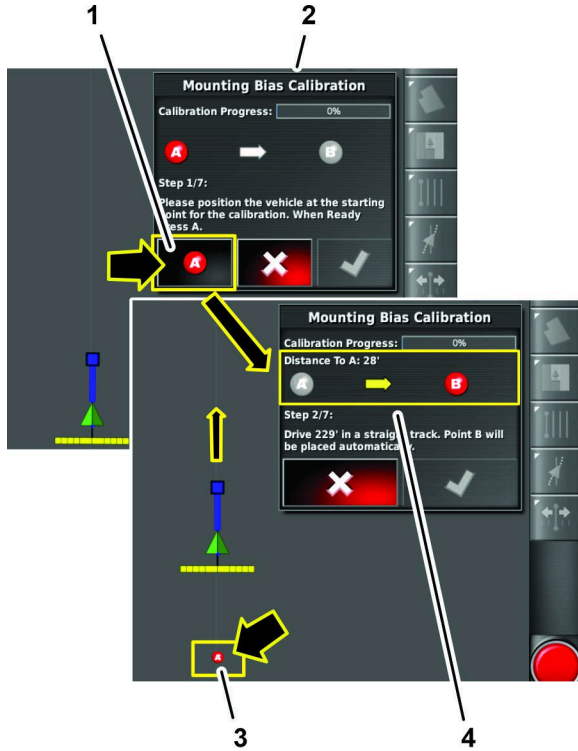 1
2
Mounting Bias Calibration
Calibration Progress:
0%
A
B
Step 1/7:
Please position the vehicle at the starting
point for the calibration. When Ready
press A.
A
Mounting Bias Calibration
Calibration Progress:
0%
Distance To A: 28'
A
B
Step 2/7:
Drive 229' in a straight track. Point B will
be placed automatically.
A
3
4